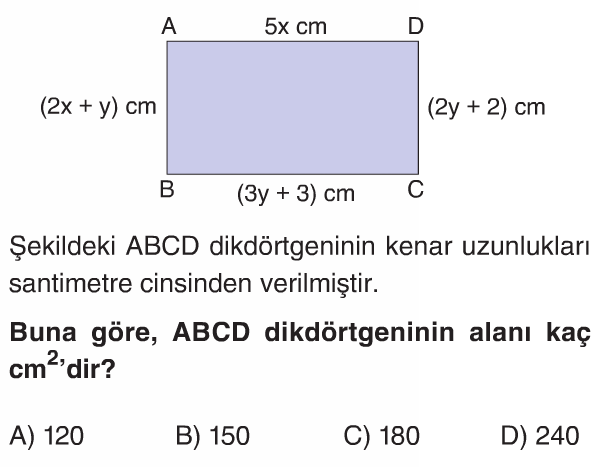 A 5x cm D
(2x + y) cm (2y + 2) cm
B (3y + 3) cm C
Şekildeki ABCD dikdörtgeninin kenar uzunlukları
santimetre cinsinden verilmiştir.
Buna göre, ABCD dikdörtgeninin alanı kaç
cm²'dir?
A) 120 B) 150 C) 180 D) 240